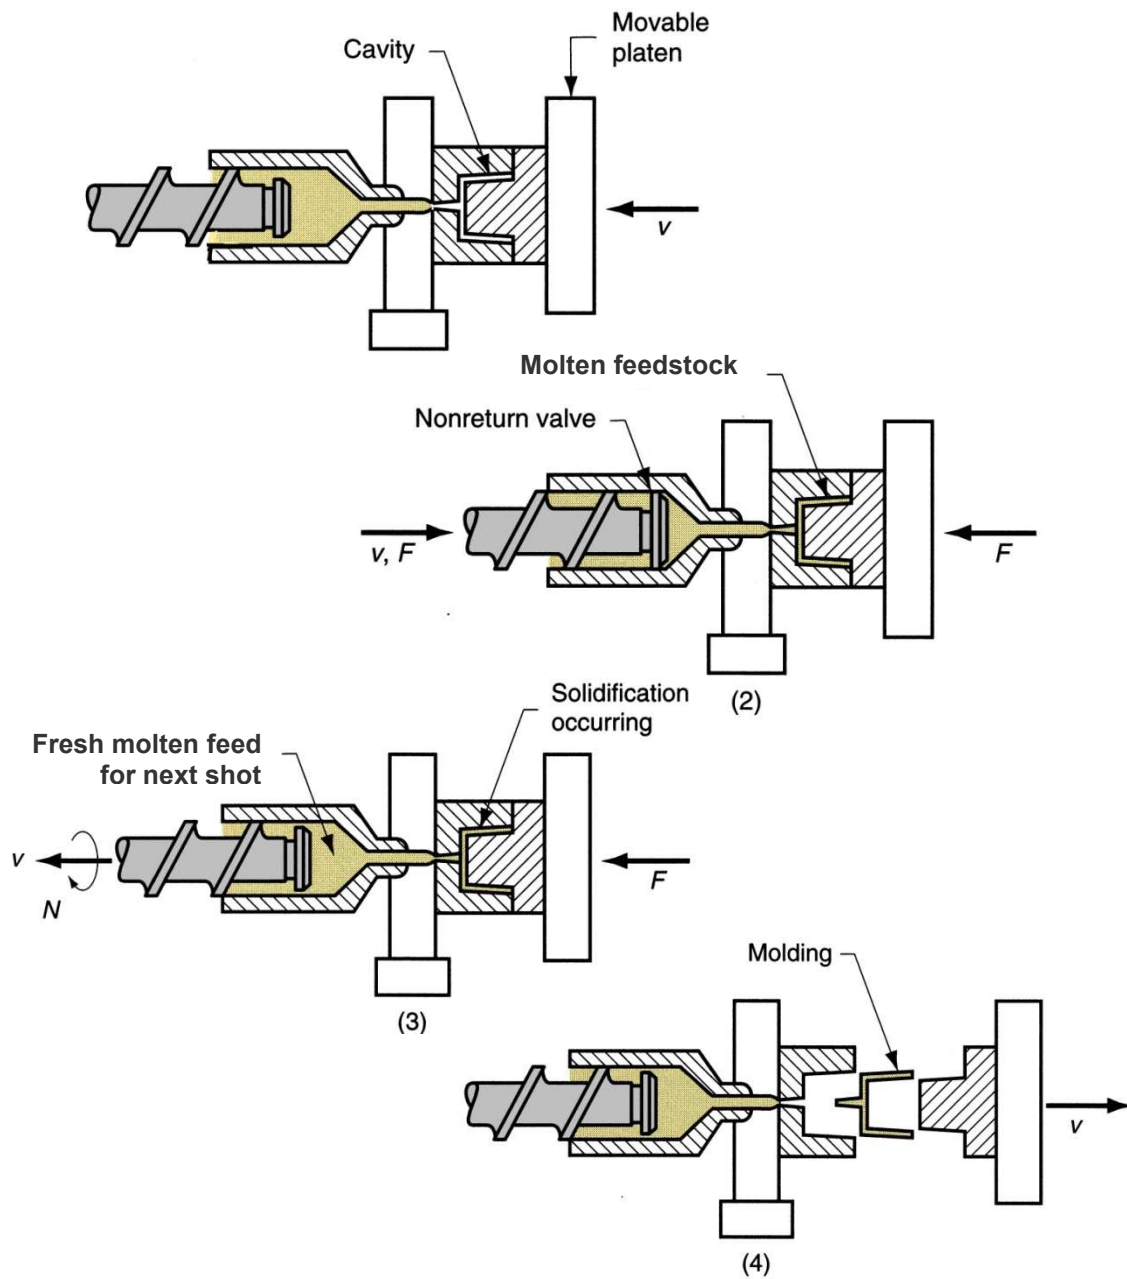 Movable
platen
Cavity
v
Molten feedstock
Nonreturn valve
v, F
F
(2)
Solidification
occurring
Fresh molten feed
for next shot
v
N
F
(3)
Molding
v
(4)